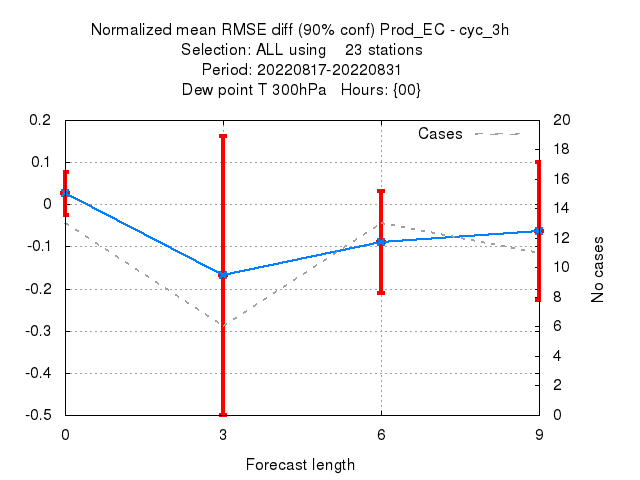 Normalized mean RMSE diff (90% conf) Prod_EC - cyc_3h
Selection: ALL using 23 stations
Period: 20220817-20220831
Dew point T 300hPa Hours: {00}
Cases
0.2
0.1
0
-0.1
-0.2
-0.3
-0.4
-0.5
20
18
16
14
12
10
8
6
4
2
0
No cases
0 3 6 9
Forecast length